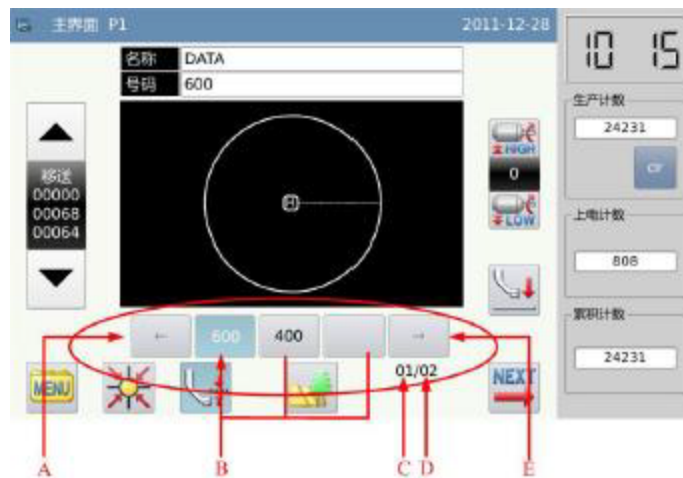 主界面 P1
2011-12-28
名称 DATA
号码 600
移送
00000
00068
00064
HIGH
0
LOW
← 600 400 →
01/02
MENU
NEXT
10 15
生产计数
24231
clr
上电计数
808
累积计数
24231
A B C D E